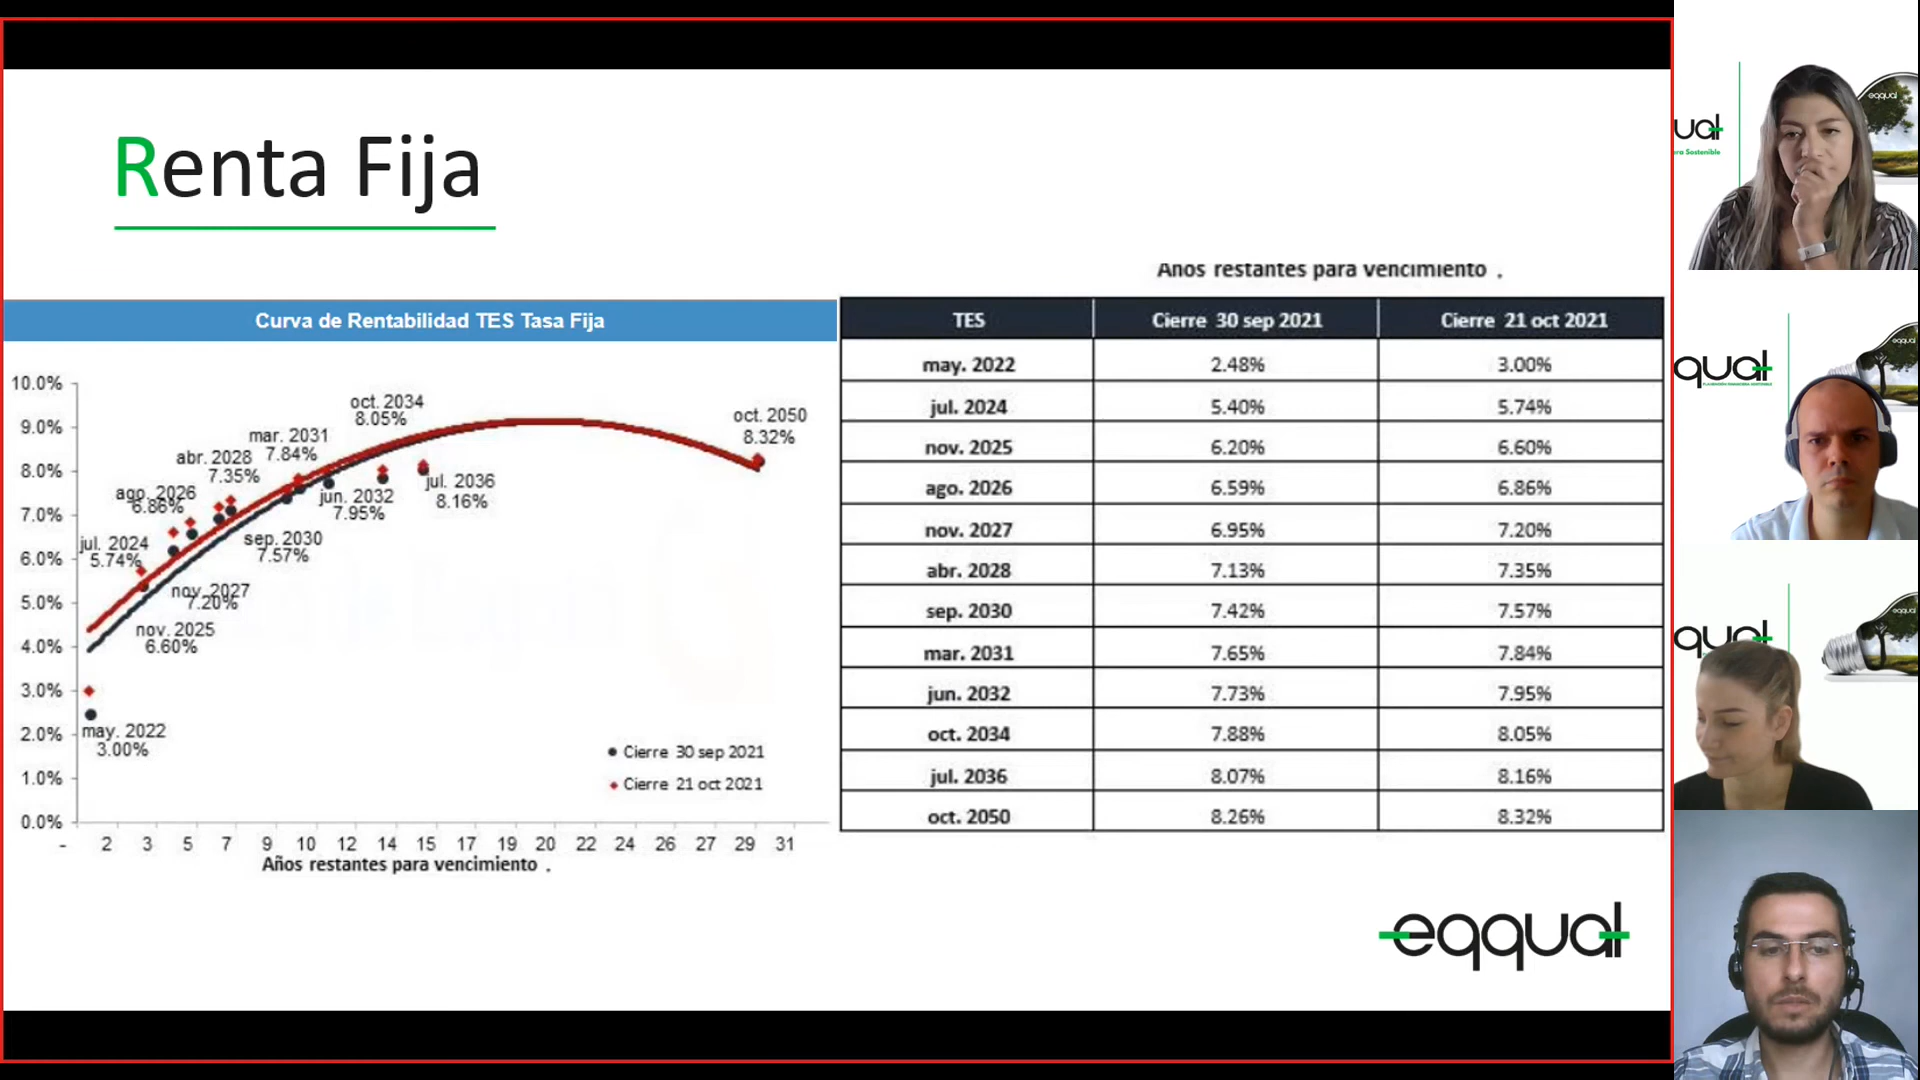 Renta Fija
Años restantes para vencimiento .
Curva de Rentabilidad TES Tasa Fija
10.0%
9.0%
8.0%
7.0%
6.0%
5.0%
4.0%
3.0%
2.0%
1.0%
0.0%
oct. 2034
8.05%
mar. 2031
7.84%
abr. 2028
7.35%
ago. 2026
6.86%
jul. 2024
5.74%
oct. 2050
8.32%
jul. 2036
8.16%
jun. 2032
7.95%
sep. 2030
7.57%
nov. 2027
7.20%
nov. 2025
6.60%
may. 2022
3.00%
Cierre 30 sep 2021
Cierre 21 oct 2021
- 2 3 5 7 9 10 12 14 15 17 19 20 22 24 26 27 29 31
Años restantes para vencimiento .
TES Cierre 30 sep 2021 Cierre 21 oct 2021
may. 2022 2.48% 3.00%
jul. 2024 5.40% 5.74%
nov. 2025 6.20% 6.60%
ago. 2026 6.59% 6.86%
nov. 2027 6.95% 7.20%
abr. 2028 7.13% 7.35%
sep. 2030 7.42% 7.57%
mar. 2031 7.65% 7.84%
jun. 2032 7.73% 7.95%
oct. 2034 7.88% 8.05%
jul. 2036 8.07% 8.16%
oct. 2050 8.26% 8.32%
eqqual
ual
era Sostenible
eqqual
qual
eqqual
qual
eqqual